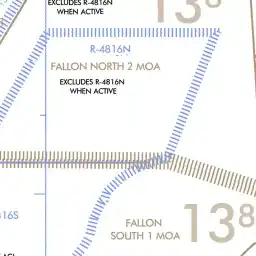 EXCLUDES R-4816N
WHEN ACTIVE
13⁸
R-4816N
FALLON NORTH 2 MOA
EXCLUDES R-4816N
WHEN ACTIVE
816S
FALLON
SOUTH 1 MOA
13⁸